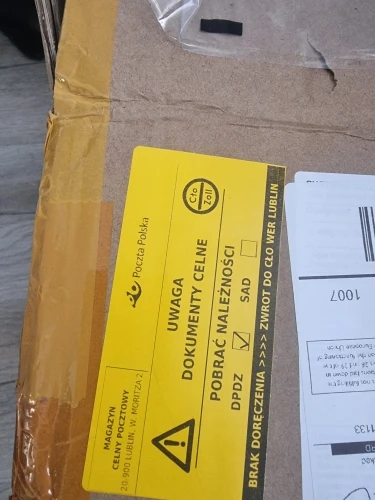 MAGAZYN
CELNY POCZTOWY
20-900 LUBLIN, W. MORITZA 2
Poczta Polska
UWAGA
DOKUMENTY CELNE
Cło
Zoll
POBRAĆ NALEŻNOŚCI
DPDZ SAD
BRAK DORĘCZENIA >>>> ZWROT DO CŁO WER LUBLIN
1007
1133